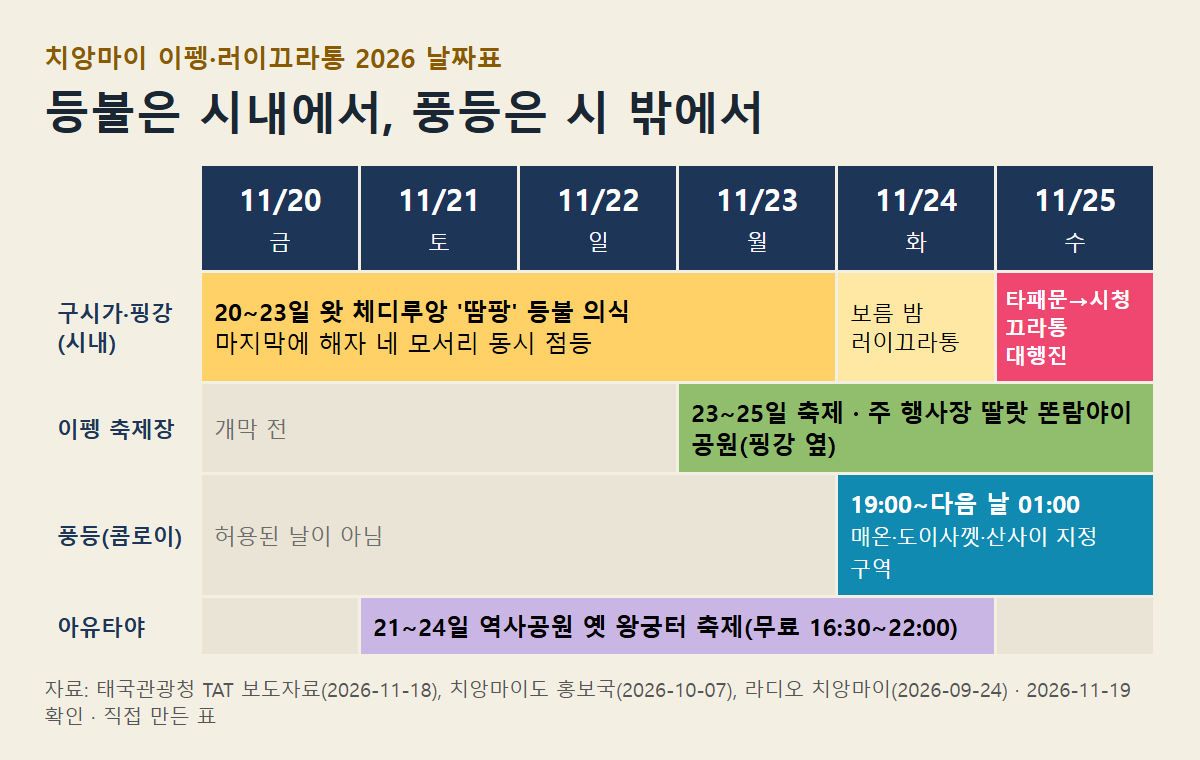 치앙마이 이펭·러이끄라통 2026 날짜표
등불은 시내에서, 풍등은 시 밖에서
11/20
금
11/21
토
11/22
일
11/23
월
11/24
화
11/25
수
구시가·핑강
(시내)
20~23일 왓 체디루앙 '땀팡' 등불 의식
마지막에 해자 네 모서리 동시 점등
보름 밤
러이끄라통
타패문→시청
끄라통
대행진
이펭 축제장
개막 전
23~25일 축제 · 주 행사장 딸랏 똔람야이
공원(핑강 옆)
풍등(콤로이)
허용된 날이 아님
19:00~다음 날 01:00
매온·도이사껫·산사이 지정
구역
아유타야
21~24일 역사공원 옛 왕궁터 축제(무료 16:30~22:00)
자료: 태국관광청 TAT 보도자료(2026-11-18), 치앙마이도 홍보국(2026-10-07), 라디오 치앙마이(2026-09-24) · 2026-11-19
확인 · 직접 만든 표